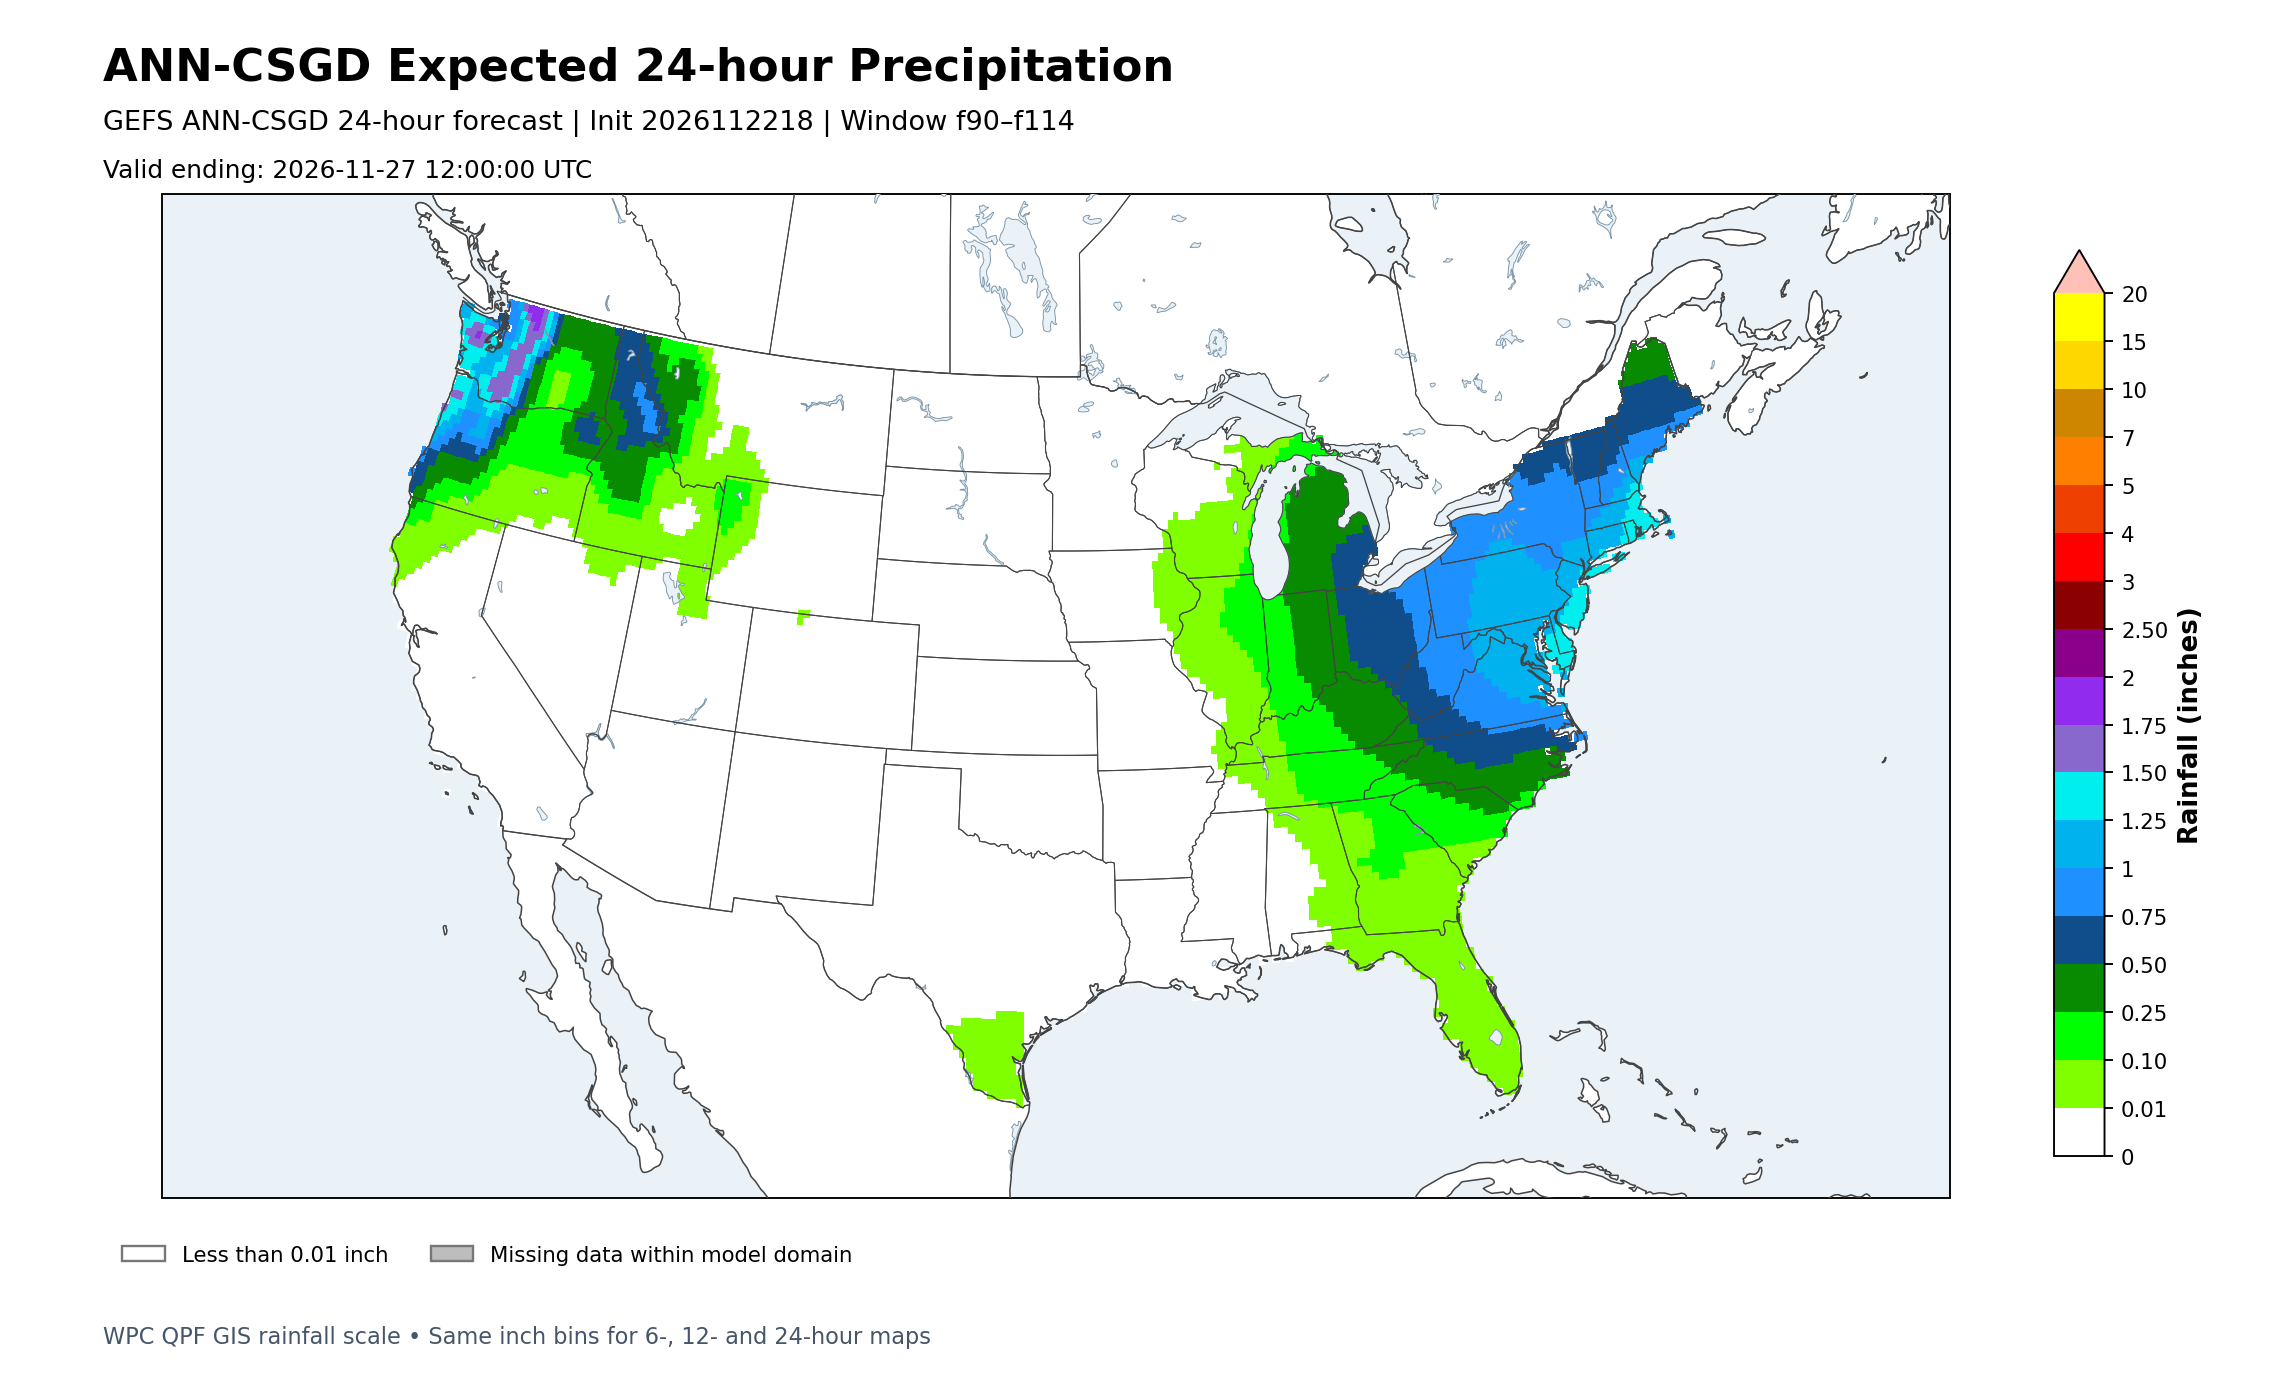 ANN-CSGD Expected 24-hour Precipitation
GEFS ANN-CSGD 24-hour forecast | Init 2026112218 | Window f90–f114
Valid ending: 2026-11-27 12:00:00 UTC
20
15
10
7
5
4
3
2.50
2
1.75
1.50
1.25
1
0.75
0.50
0.25
0.10
0.01
0
Rainfall (inches)
Less than 0.01 inch
Missing data within model domain
WPC QPF GIS rainfall scale • Same inch bins for 6-, 12- and 24-hour maps